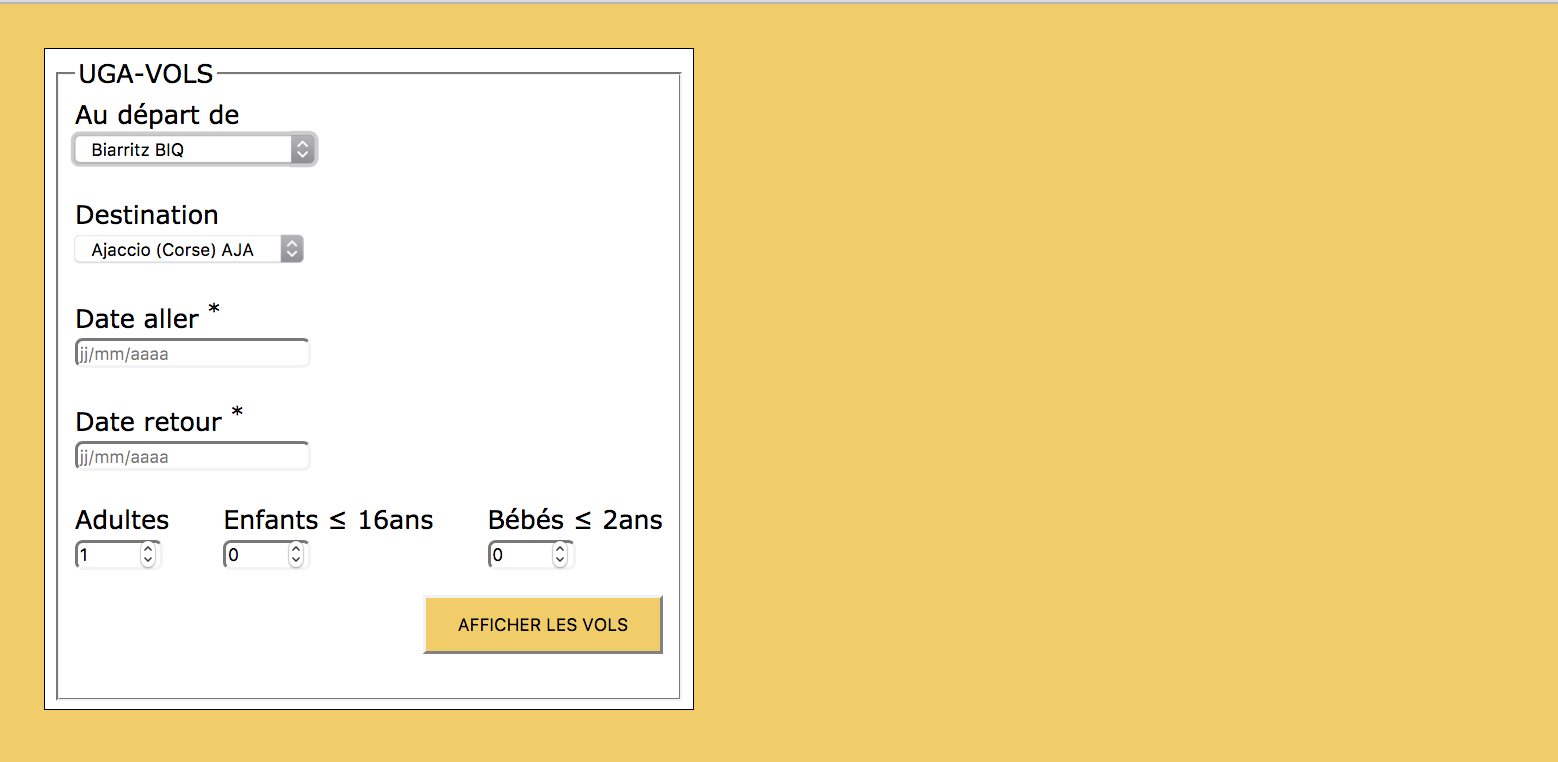 UGA-VOLS
Au départ de
Biarritz BIQ
Destination
Ajaccio (Corse) AJA
Date aller *
jj/mm/aaaa
Date retour *
jj/mm/aaaa
Adultes Enfants ≤ 16ans Bébés ≤ 2ans
1 0 0
AFFICHER LES VOLS